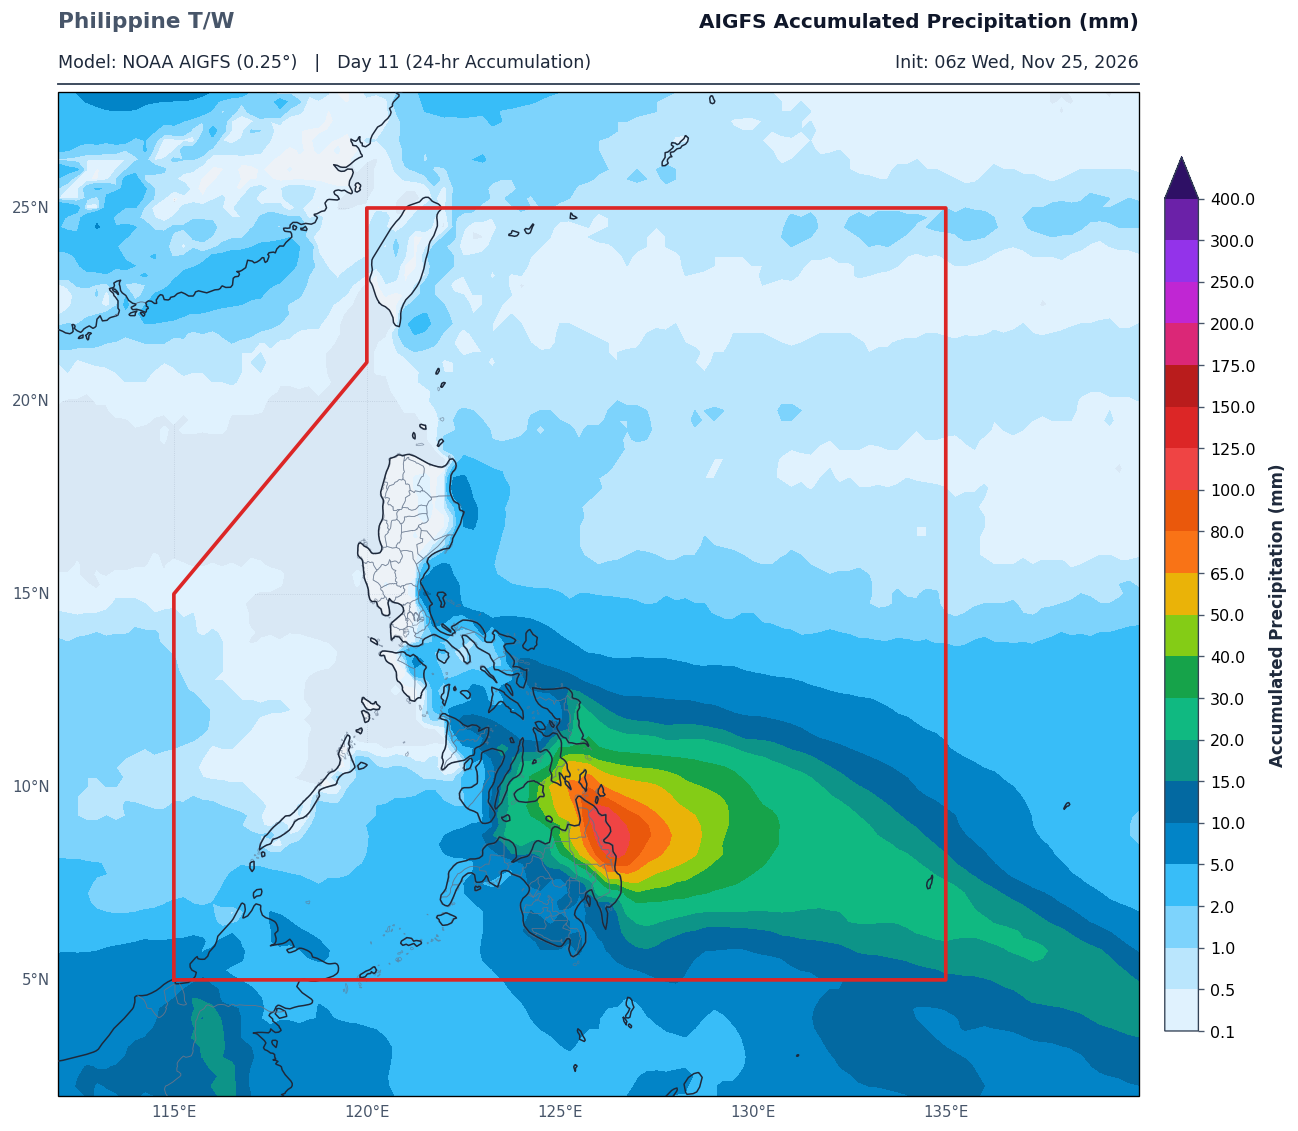 Philippine T/W
AIGFS Accumulated Precipitation (mm)
Model: NOAA AIGFS (0.25°) | Day 11 (24-hr Accumulation)
Init: 06z Wed, Nov 25, 2026
25°N
20°N
15°N
10°N
5°N
115°E
120°E
125°E
130°E
135°E
400.0
300.0
250.0
200.0
175.0
150.0
125.0
100.0
80.0
65.0
50.0
40.0
30.0
20.0
15.0
10.0
5.0
2.0
1.0
0.5
0.1
Accumulated Precipitation (mm)